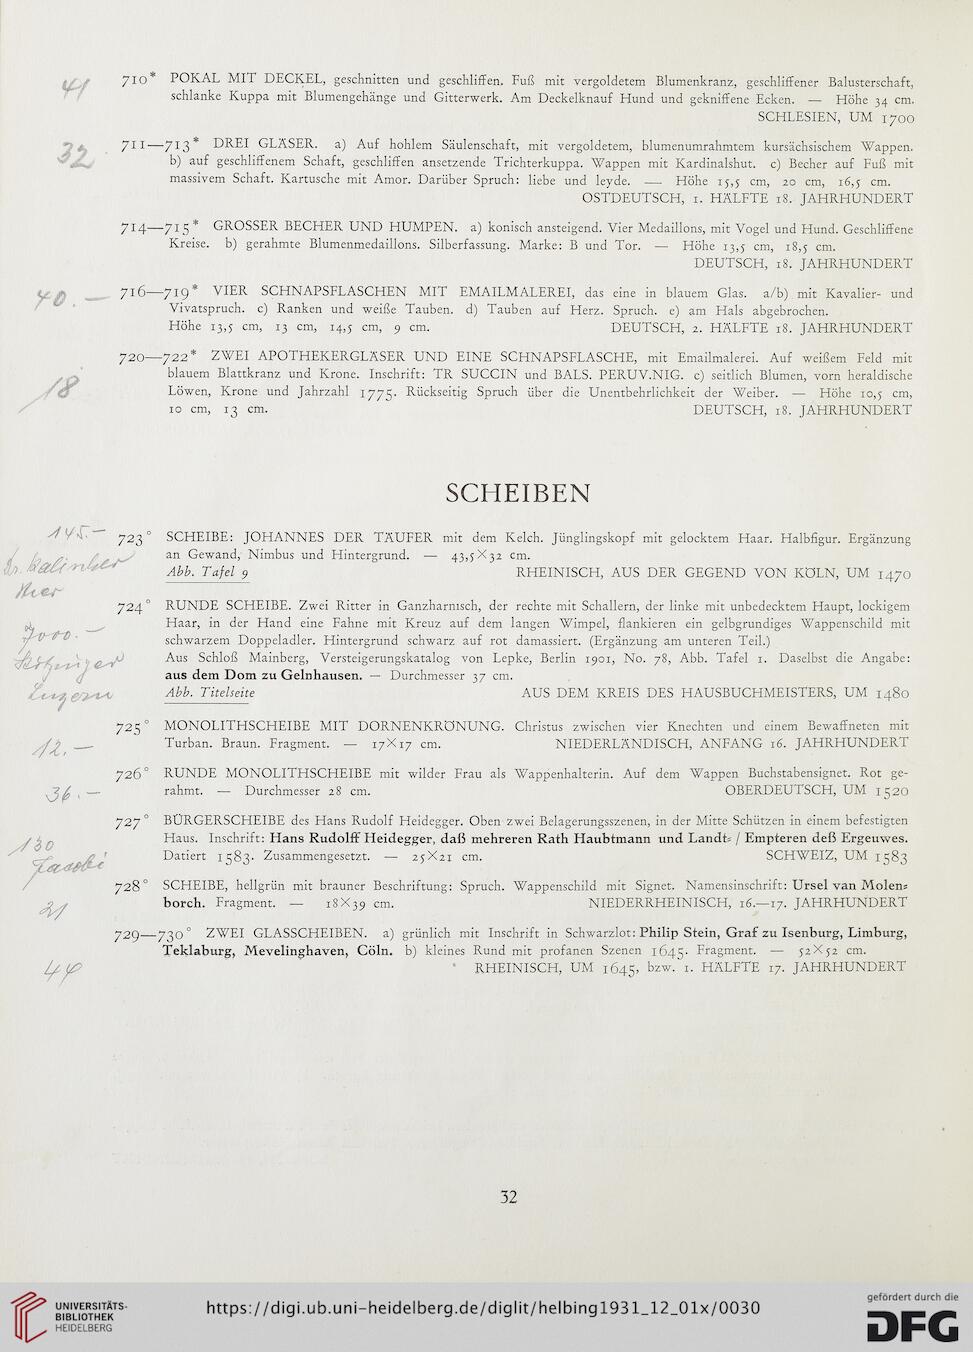 41
710* POKAL MIT DECKEL, geschnitten und geschliffen. Fuß mit vergoldetem Blumenkranz, geschliffener Balusterschaft,
schlanke Kuppa mit Blumengehänge und Gitterwerk. Am Deckelknauf Hund und gekniffene Ecken. — Höhe 34 cm.
SCHLESIEN, UM 1700
32
711—713* DREI GLÄSER. a) Auf hohlem Säulenschaft, mit vergoldetem, blumenumrahmtem kursächsischem Wappen.
b) auf geschliffenem Schaft, geschliffen ansetzende Trichterkuppa. Wappen mit Kardinalshut. c) Becher auf Fuß mit
massivem Schaft. Kartusche mit Amor. Darüber Spruch: liebe und leyde. — Höhe 15,5 cm, 20 cm, 16,5 cm.
OSTDEUTSCH, 1. HÄLFTE 18. JAHRHUNDERT
714—715* GROSSER BECHER UND HUMPEN. a) konisch ansteigend. Vier Medaillons, mit Vogel und Hund. Geschliffene
Kreise. b) gerahmte Blumenmedaillons. Silberfassung. Marke: B und Tor. — Höhe 13,5 cm, 18,5 cm.
DEUTSCH, 18. JAHRHUNDERT
40.—
716—719* VIER SCHNAPSFLASCHEN MIT EMAILMALEREI, das eine in blauem Glas. a/b) mit Kavalier- und
Vivatspruch. c) Ranken und weiße Tauben. d) Tauben auf Herz. Spruch. e) am Hals abgebrochen.
Höhe 13,5 cm, 13 cm, 14,5 cm, 9 cm. DEUTSCH, 2. HÄLFTE 18. JAHRHUNDERT
18
720—722* ZWEI APOTHEKERGLÄSER UND EINE SCHNAPSFLASCHE, mit Emailmalerei. Auf weißem Feld mit
blauem Blattkranz und Krone. Inschrift: TR SUCCIN und BALS. PERUV.NIG. c) seitlich Blumen, vorn heraldische
Löwen, Krone und Jahrzahl 1775. Rückseitig Spruch über die Unentbehrlichkeit der Weiber. — Höhe 10,5 cm,
10 cm, 13 cm. DEUTSCH, 18. JAHRHUNDERT
SCHEIBEN
145.—
723° SCHEIBE: JOHANNES DER TÄUFER mit dem Kelch. Jünglingskopf mit gelocktem Haar. Halbfigur. Ergänzung
an Gewand, Nimbus und Hintergrund. — 43,5×32 cm.
Abb. Tafel 9 RHEINISCH, AUS DER GEGEND VON KÖLN, UM 1470
724° RUNDE SCHEIBE. Zwei Ritter in Ganzharnisch, der rechte mit Schallern, der linke mit unbedecktem Haupt, lockigem
Haar, in der Hand eine Fahne mit Kreuz auf dem langen Wimpel, flankieren ein gelbgrundiges Wappenschild mit
7000.—
schwarzem Doppeladler. Hintergrund schwarz auf rot damassiert. (Ergänzung am unteren Teil.)
Aus Schloß Mainberg, Versteigerungskatalog von Lepke, Berlin 1901, No. 78, Abb. Tafel 1. Daselbst die Angabe:
aus dem Dom zu Gelnhausen. — Durchmesser 37 cm.
Luzern
Abb. Titelseite AUS DEM KREIS DES HAUSBUCHMEISTERS, UM 1480
725° MONOLITHSCHEIBE MIT DORNENKRÖNUNG. Christus zwischen vier Knechten und einem Bewaffneten mit
12.—
Turban. Braun. Fragment. — 17×17 cm. NIEDERLÄNDISCH, ANFANG 16. JAHRHUNDERT
726° RUNDE MONOLITHSCHEIBE mit wilder Frau als Wappenhalterin. Auf dem Wappen Buchstabensignet. Rot ge-
36.—
rahmt. — Durchmesser 28 cm. OBERDEUTSCH, UM 1520
727° BÜRGERSCHEIBE des Hans Rudolf Heidegger. Oben zwei Belagerungsszenen, in der Mitte Schützen in einem befestigten
130
Haus. Inschrift: Hans Rudolff Heidegger, daß mehreren Rath Haubtmann und Landt= / Empteren deß Ergeuwes.
Jacobi
Datiert 1583. Zusammengesetzt. — 25×21 cm. SCHWEIZ, UM 1583
728° SCHEIBE, hellgrün mit brauner Beschriftung: Spruch. Wappenschild mit Signet. Namensinschrift: Ursel van Molen=
21
borch. Fragment. — 18×39 cm. NIEDERRHEINISCH, 16.—17. JAHRHUNDERT
729—730° ZWEI GLASSCHEIBEN. a) grünlich mit Inschrift in Schwarzlot: Philip Stein, Graf zu Isenburg, Limburg,
Teklaburg, Mevelinghaven, Cöln. b) kleines Rund mit profanen Szenen 1645. Fragment. — 52×52 cm.
RHEINISCH, UM 1645, bzw. 1. HÄLFTE 17. JAHRHUNDERT
32
UNIVERSITÄTS-
BIBLIOTHEK
HEIDELBERG
https://digi.ub.uni-heidelberg.de/diglit/helbing1931_12_01x/0030
gefördert durch die
DFG